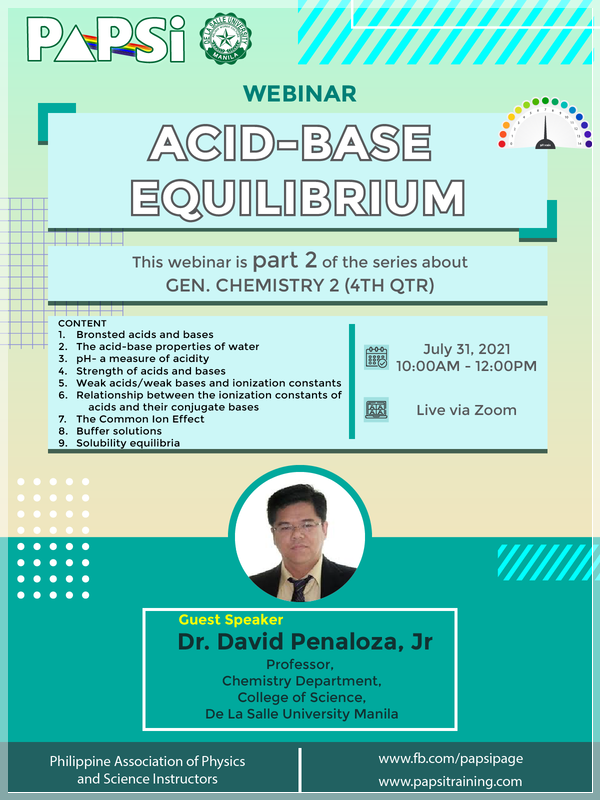 PAPSi
DE LA SALLE UNIVERSITY
MANILA
WEBINAR
ACID-BASE
EQUILIBRIUM
This webinar is part 2 of the series about
GEN. CHEMISTRY 2 (4TH QTR)
CONTENT
1. Bronsted acids and bases
2. The acid-base properties of water
3. pH- a measure of acidity
4. Strength of acids and bases
5. Weak acids/weak bases and ionization constants
6. Relationship between the ionization constants of
acids and their conjugate bases
7. The Common Ion Effect
8. Buffer solutions
9. Solubility equilibria
July 31, 2021
10:00AM - 12:00PM
Live via Zoom
Guest Speaker
Dr. David Penaloza, Jr
Professor,
Chemistry Department,
College of Science,
De La Salle University Manila
Philippine Association of Physics
and Science Instructors
www.fb.com/papsipage
www.papsitraining.com